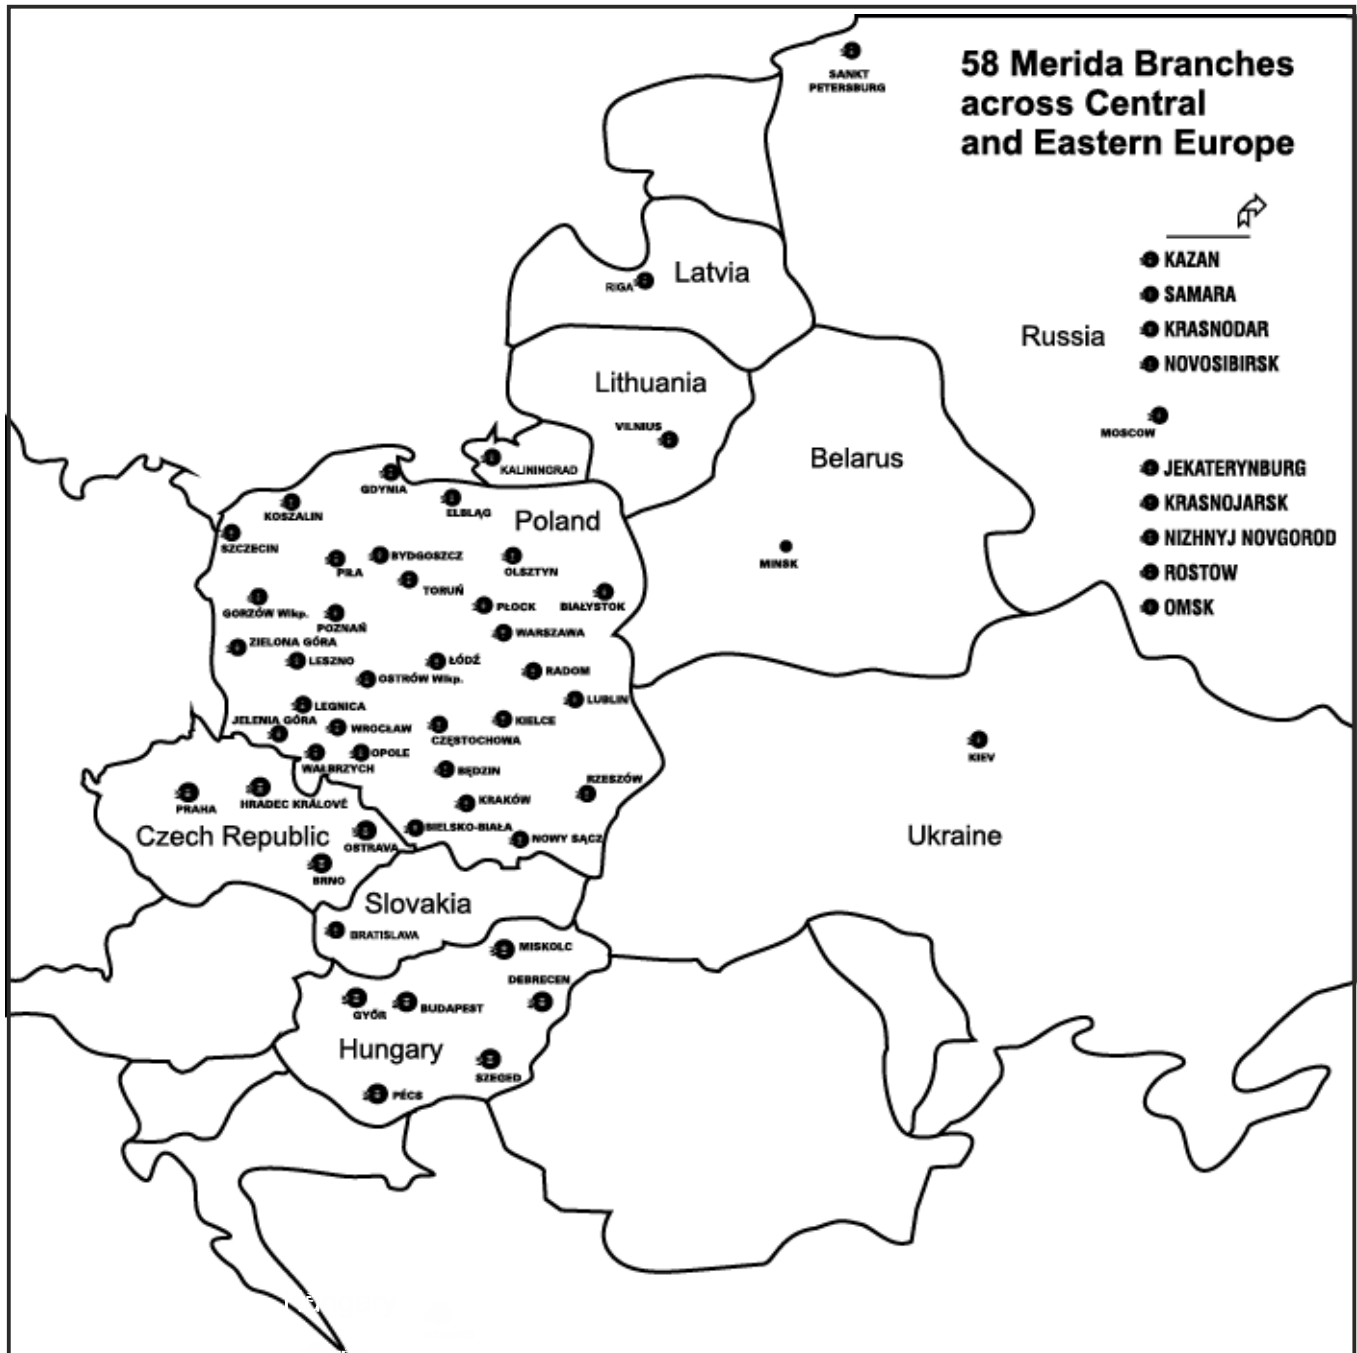 58 Merida Branches
across Central
and Eastern Europe
SANKT
PETERSBURG
KAZAN
SAMARA
KRASNODAR
NOVOSIBIRSK
Russia
MOSCOW
JEKATERYNBURG
KRASNOJARSK
NIZHNYJ NOVGOROD
ROSTOW
OMSK
Latvia
RIGA
Lithuania
VILNIUS
KALININGRAD
Belarus
MINSK
Poland
GDYNIA
ELBLĄG
KOSZALIN
SZCZECIN
PIŁA
BYDGOSZCZ
OLSZTYN
TORUŃ
PŁOCK
BIAŁYSTOK
GORZÓW Wlkp.
POZNAŃ
WARSZAWA
ZIELONA GÓRA
LESZNO
ŁÓDŹ
OSTRÓW Wlkp.
RADOM
LUBLIN
LEGNICA
JELENIA GÓRA
WROCŁAW
KIELCE
CZĘSTOCHOWA
WAŁBRZYCH
OPOLE
BĘDZIN
RZESZÓW
KRAKÓW
BIELSKO-BIAŁA
NOWY SĄCZ
KIEV
Ukraine
PRAHA
HRADEC KRÁLOVÉ
Czech Republic
OSTRAVA
BRNO
Slovakia
BRATISLAVA
MISKOLC
DEBRECEN
GYŐR
BUDAPEST
Hungary
SZEGED
PÉCS